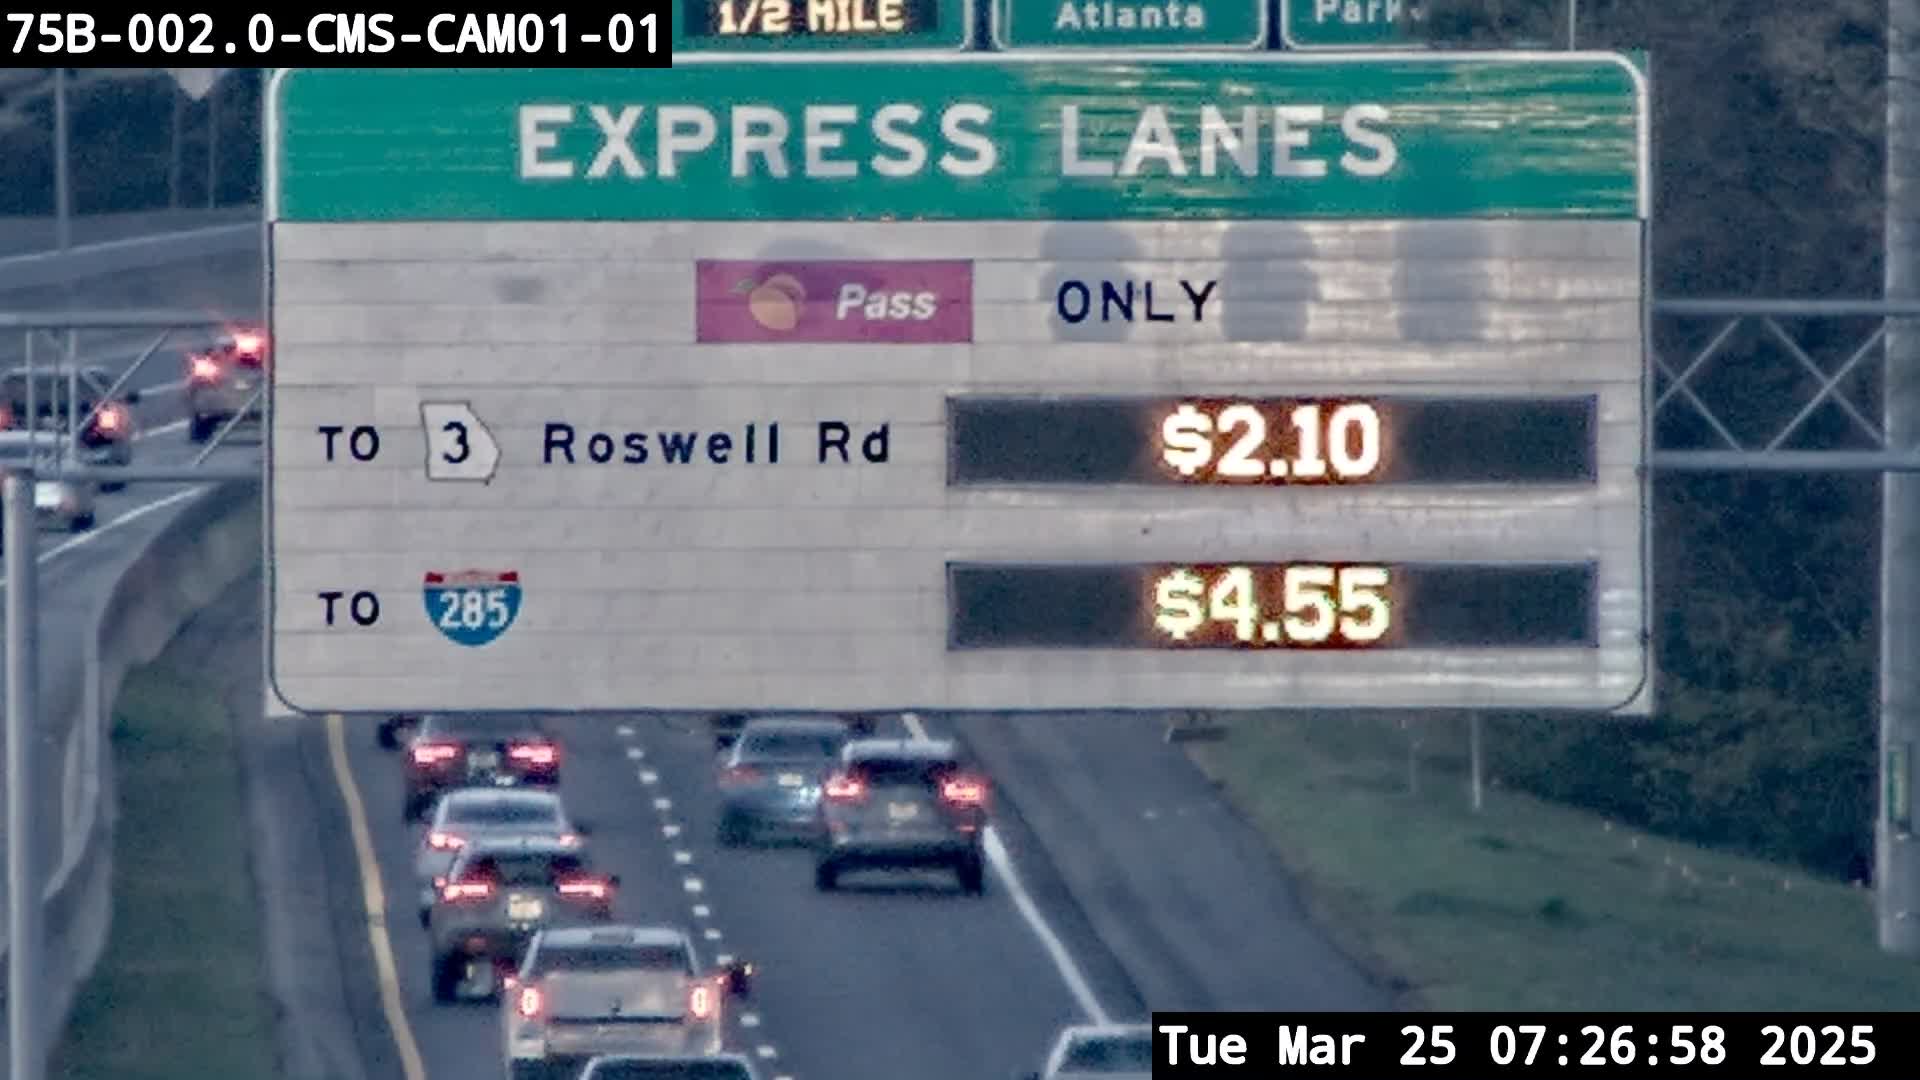 75B-002.0-CMS-CAM01-01
1/2 MILE
Atlanta
Park
EXPRESS LANES
Pass ONLY
TO 3 Roswell Rd $2.10
TO 285 $4.55
Tue Mar 25 07:26:58 2025